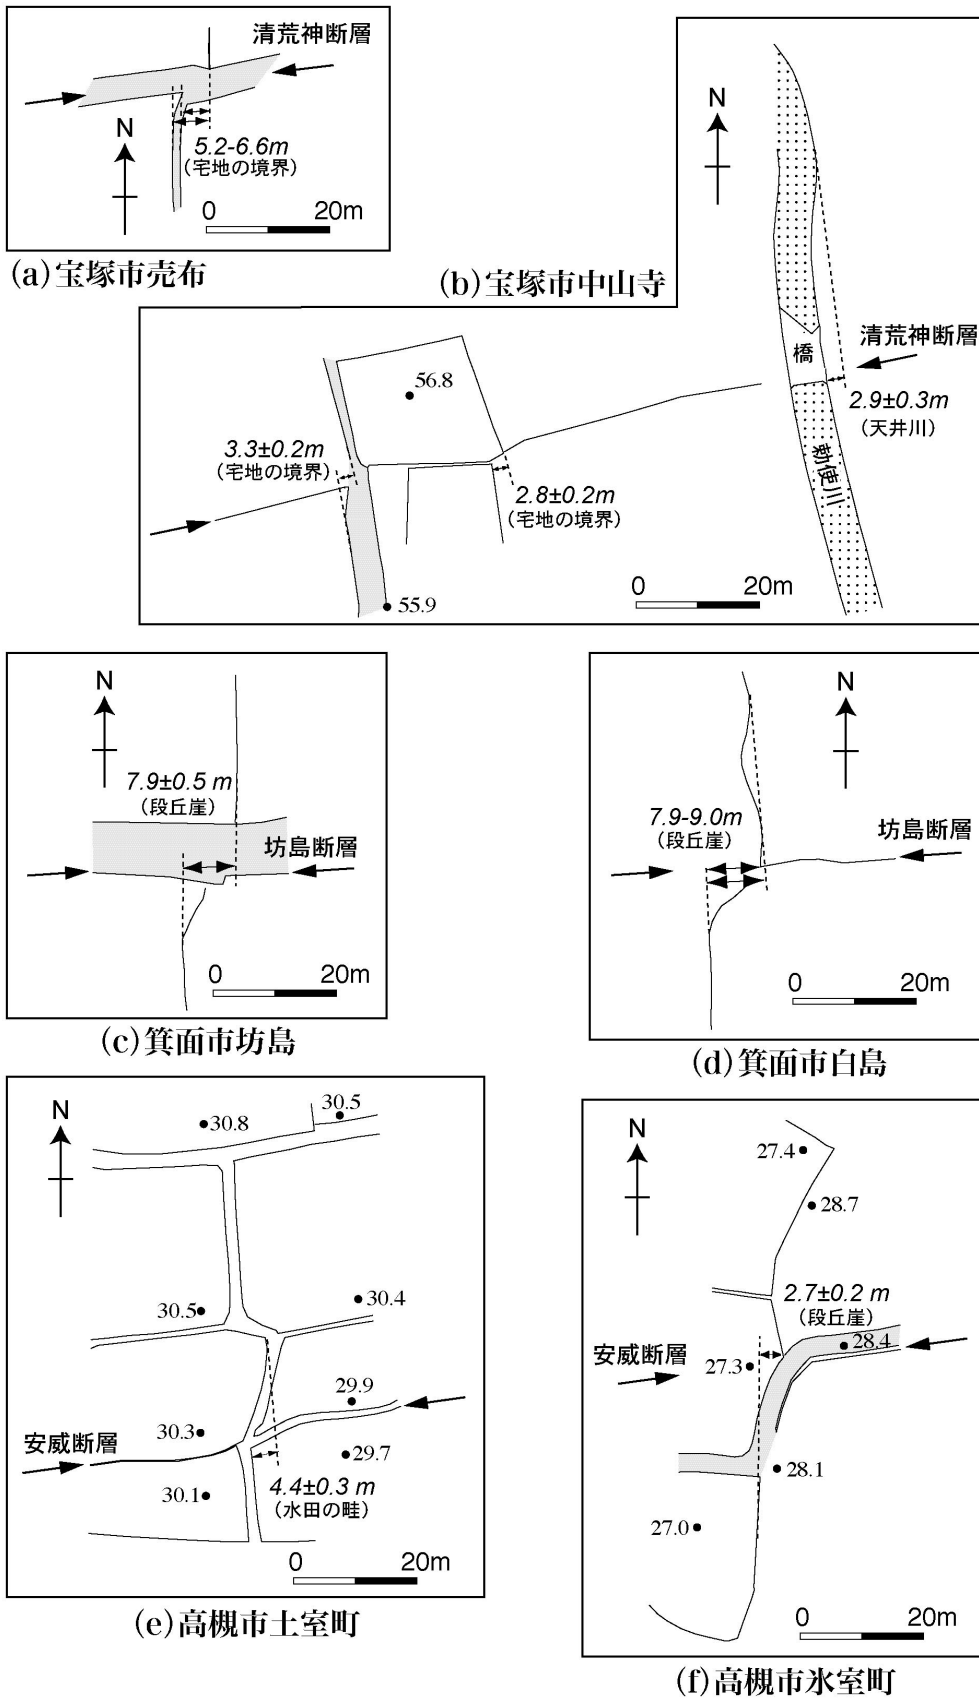 清荒神断層
N
5.2-6.6m
(宅地の境界)
0 20m
(a)宝塚市売布
N
(b)宝塚市中山寺
橋
清荒神断層
2.9±0.3m
(天井川)
勅使川
56.8
3.3±0.2m
(宅地の境界)
2.8±0.2m
(宅地の境界)
55.9
0 20m
N
7.9±0.5 m
(段丘崖)
坊島断層
0 20m
(c)箕面市坊島
N
7.9-9.0m
(段丘崖)
坊島断層
0 20m
(d)箕面市白島
N
30.8
30.5
30.5
30.4
29.9
30.3
安威断層
29.7
30.1
4.4±0.3 m
(水田の畦)
0 20m
(e)高槻市土室町
N
27.4
28.7
2.7±0.2 m
(段丘崖)
28.4
安威断層
27.3
28.1
27.0
0 20m
(f)高槻市氷室町